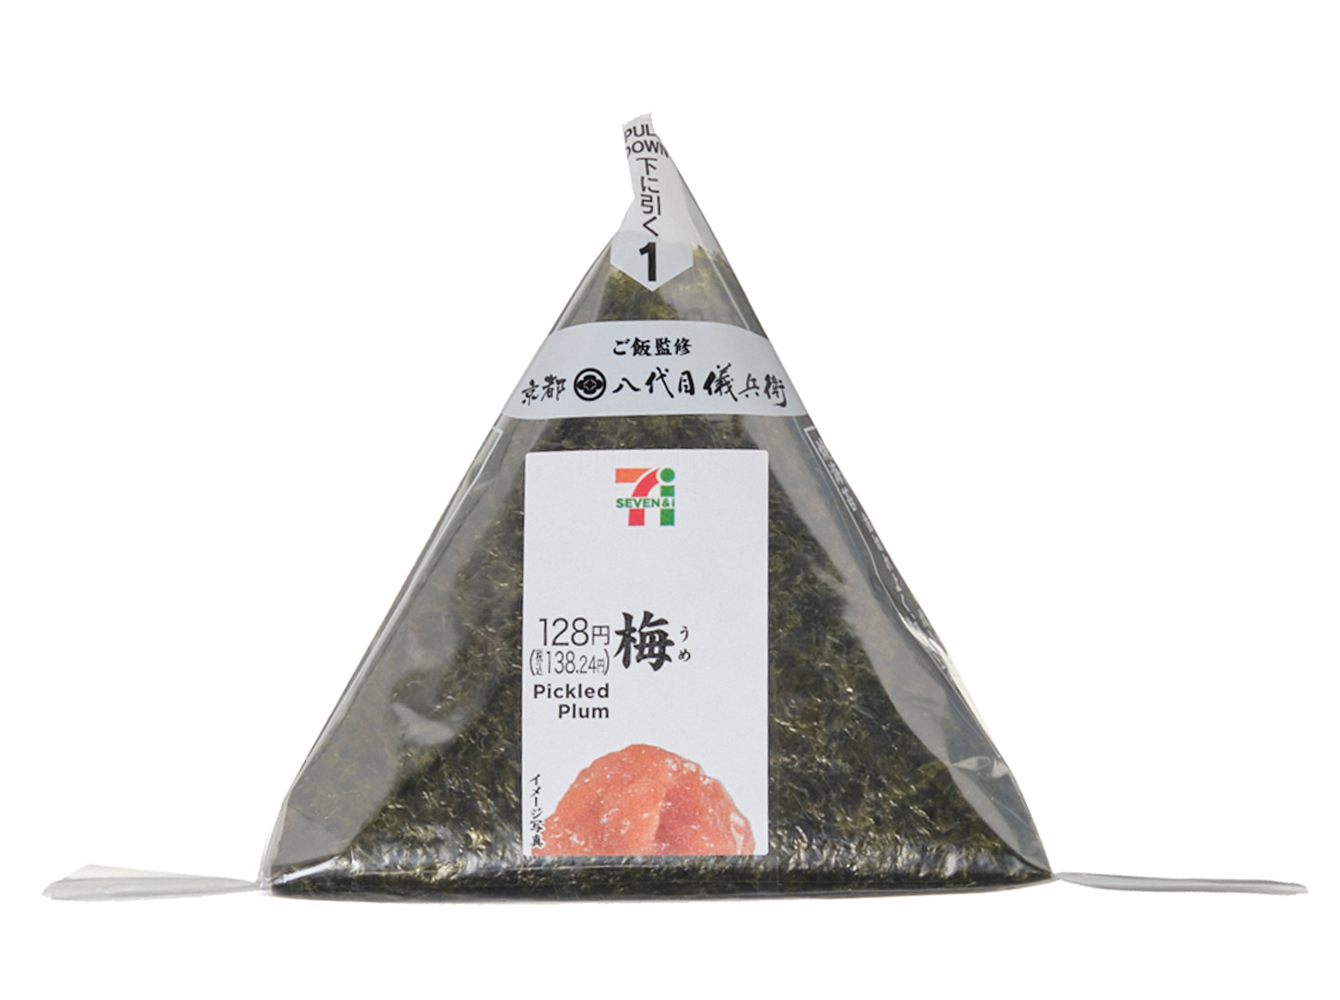 PULL
DOWN
下に引く
1
ご飯監修
京都 八代目儀兵衛
SEVEN&i
128円
(税込138.24円)
梅
うめ
Pickled
Plum
イメージ写真